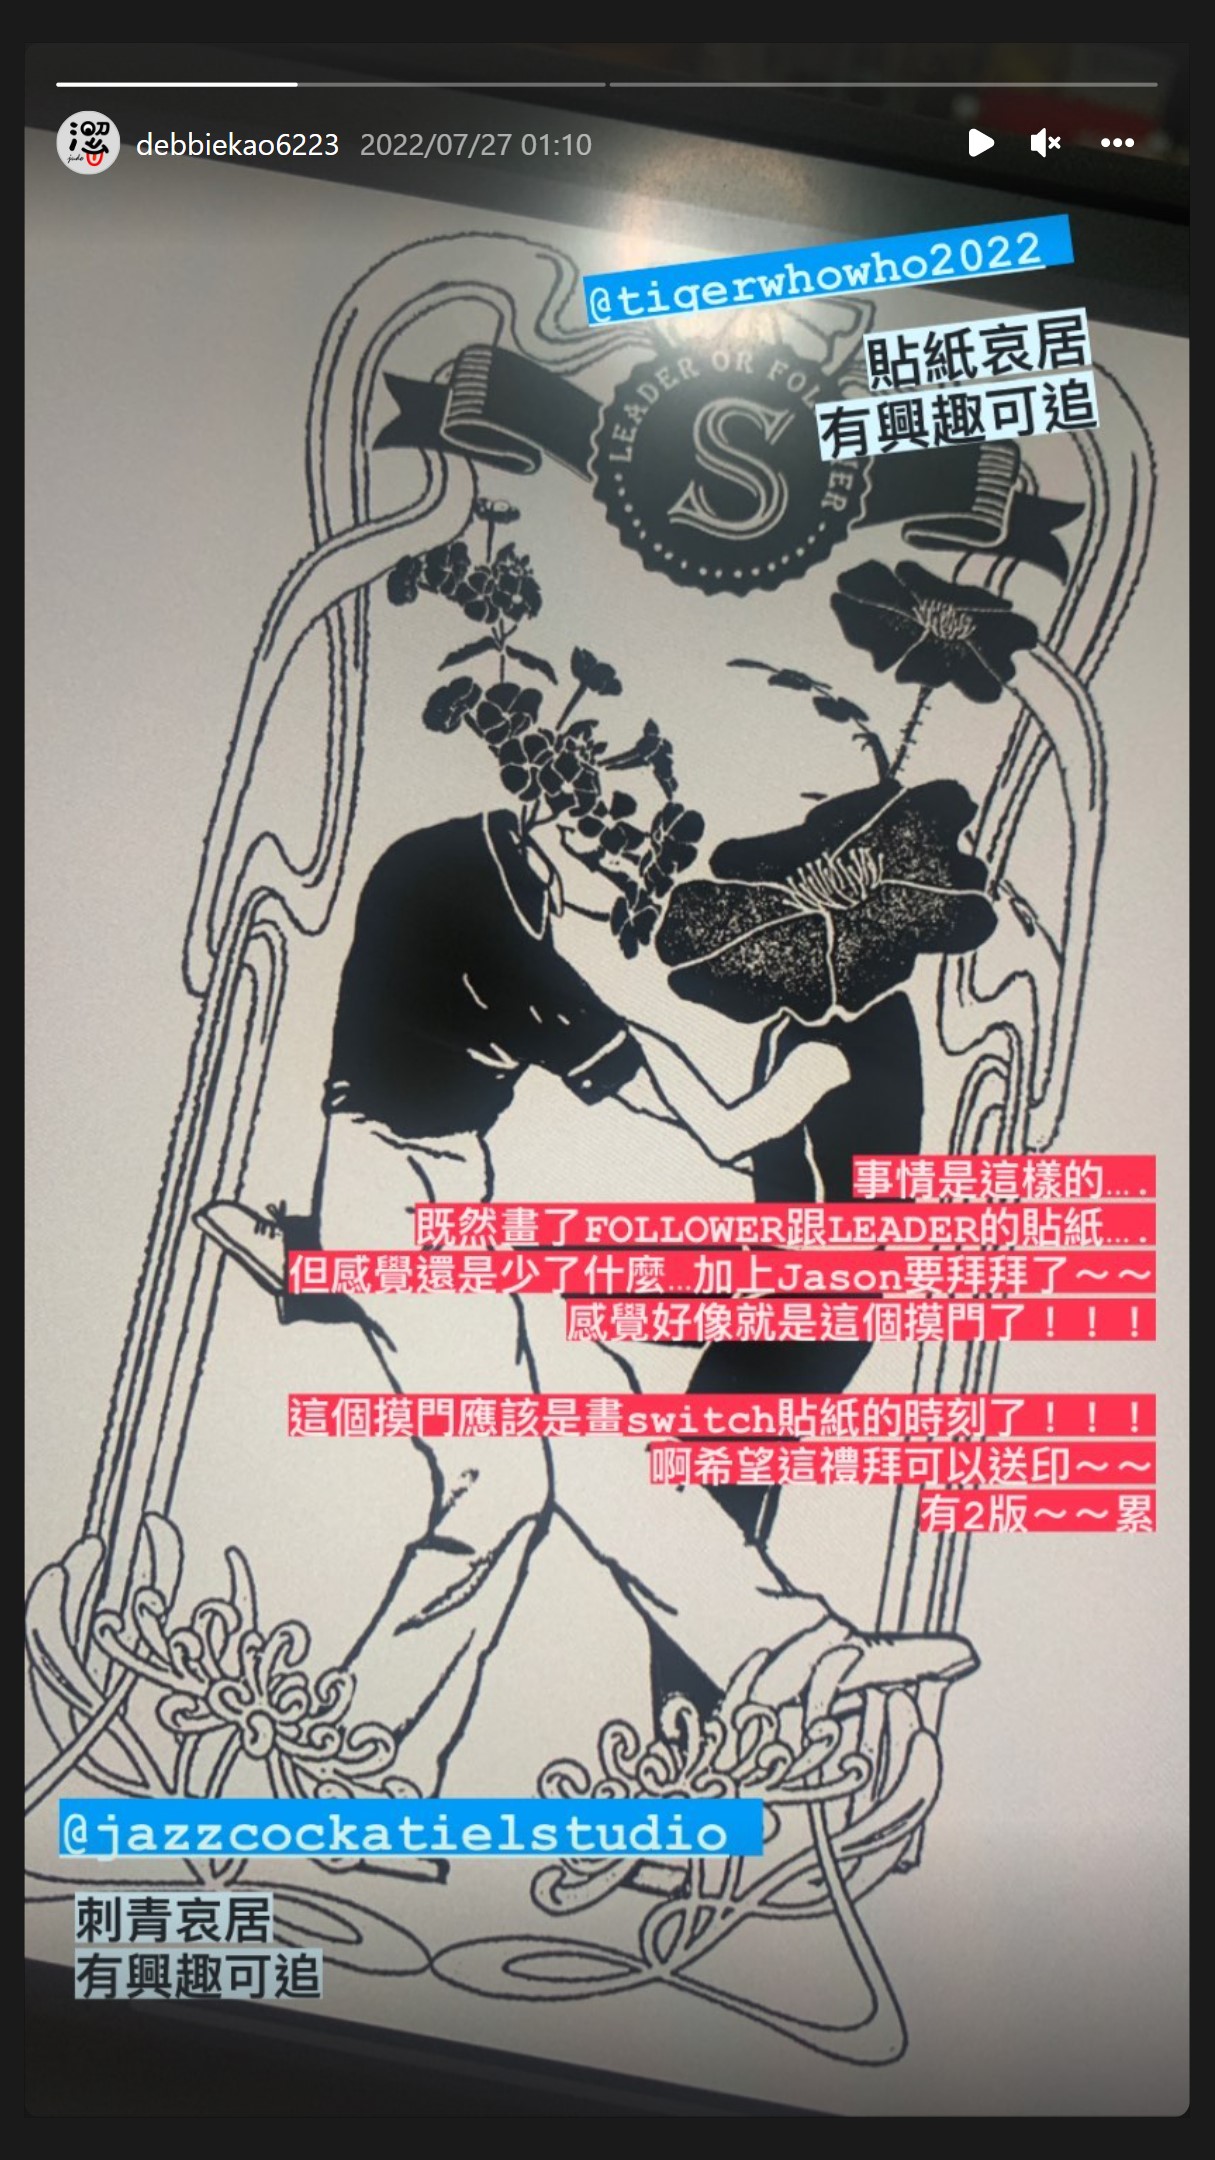 debbiekao6223 2022/07/27 01:10
@tigerwhowho2022
貼紙哀居
有興趣可追
LEADER OR FOL WER
S
事情是這樣的….
既然畫了FOLLOWER跟LEADER的貼紙….
但感覺還是少了什麼…加上Jason要拜拜了～～
感覺好像就是這個摸門了！！！
這個摸門應該是畫switch貼紙的時刻了！！！
啊希望這禮拜可以送印～～
有2版～～累
@jazzcockatielstudio
刺青哀居
有興趣可追